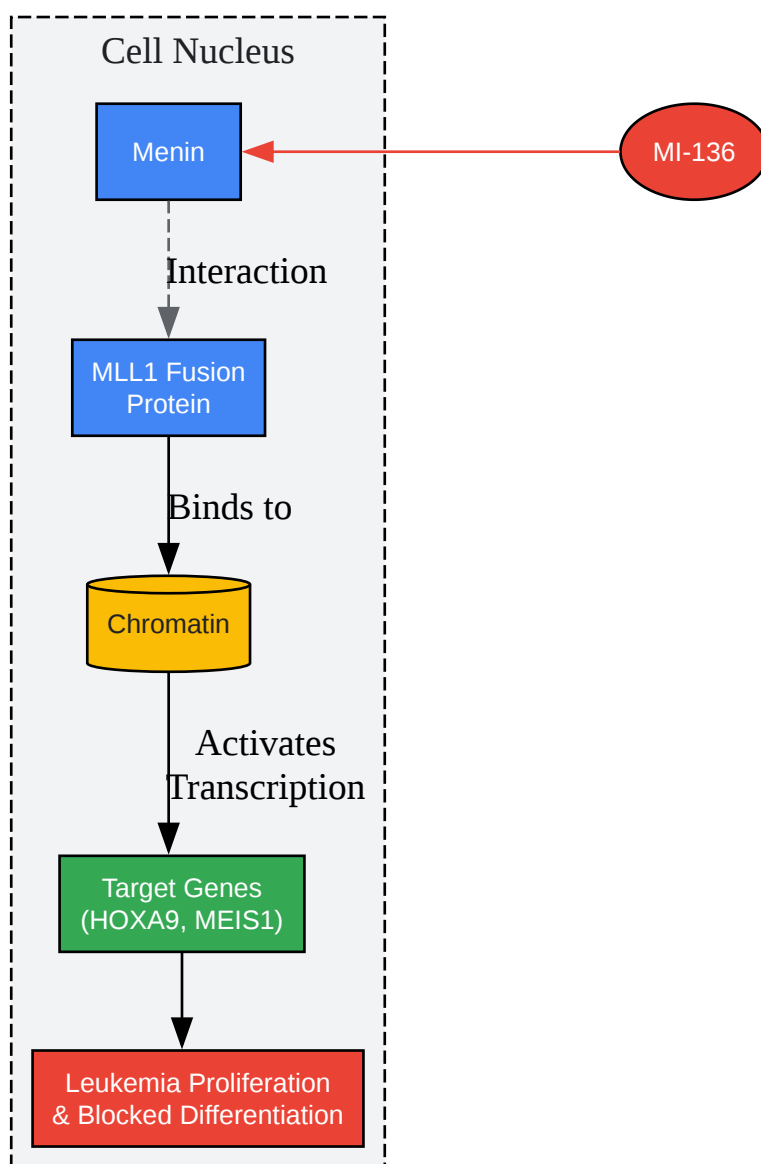 Cell Nucleus
Menin
MI-136
Interaction
MLL1 Fusion
Protein
Binds to
Chromatin
Activates
Transcription
Target Genes
(HOXA9, MEIS1)
Leukemia Proliferation
& Blocked Differentiation